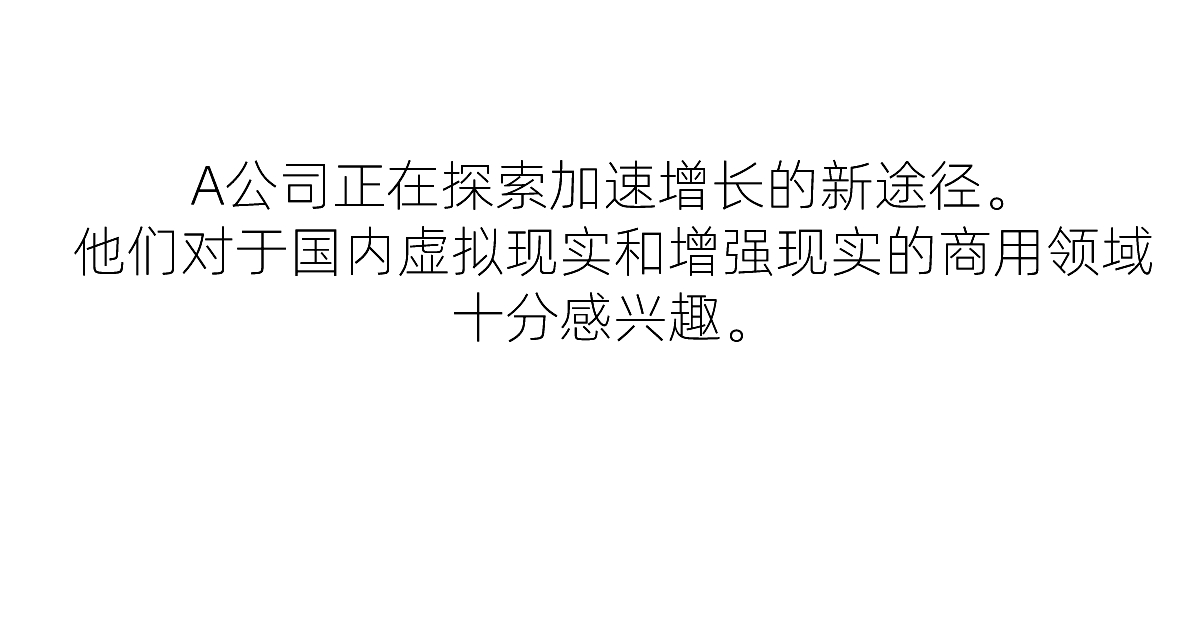 A公司正在探索加速增长的新途径。
他们对于国内虚拟现实和增强现实的商用领域
十分感兴趣。